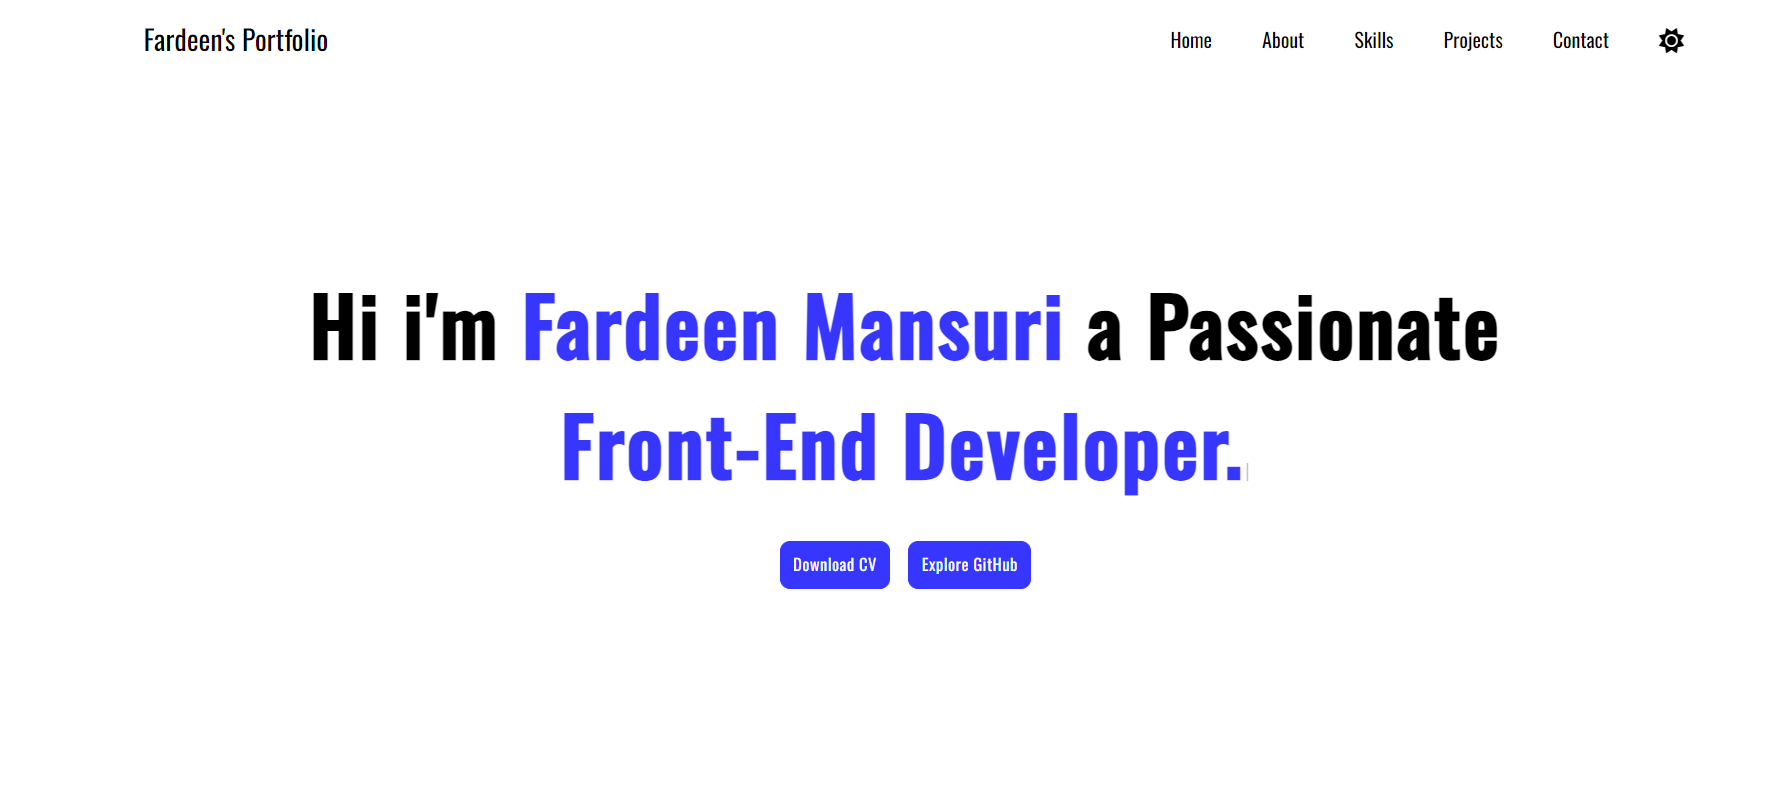 Fardeen's Portfolio
Home About Skills Projects Contact
Hi i'm Fardeen Mansuri a Passionate
Front-End Developer.
Download CV Explore GitHub